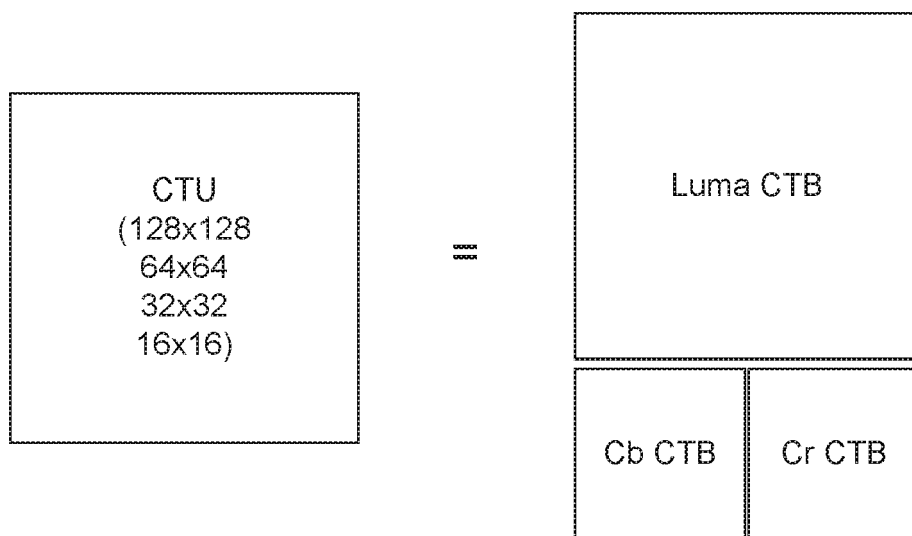 CTU
(128x128
64x64
32x32
16x16)
=
Luma CTB
Cb CTB
Cr CTB